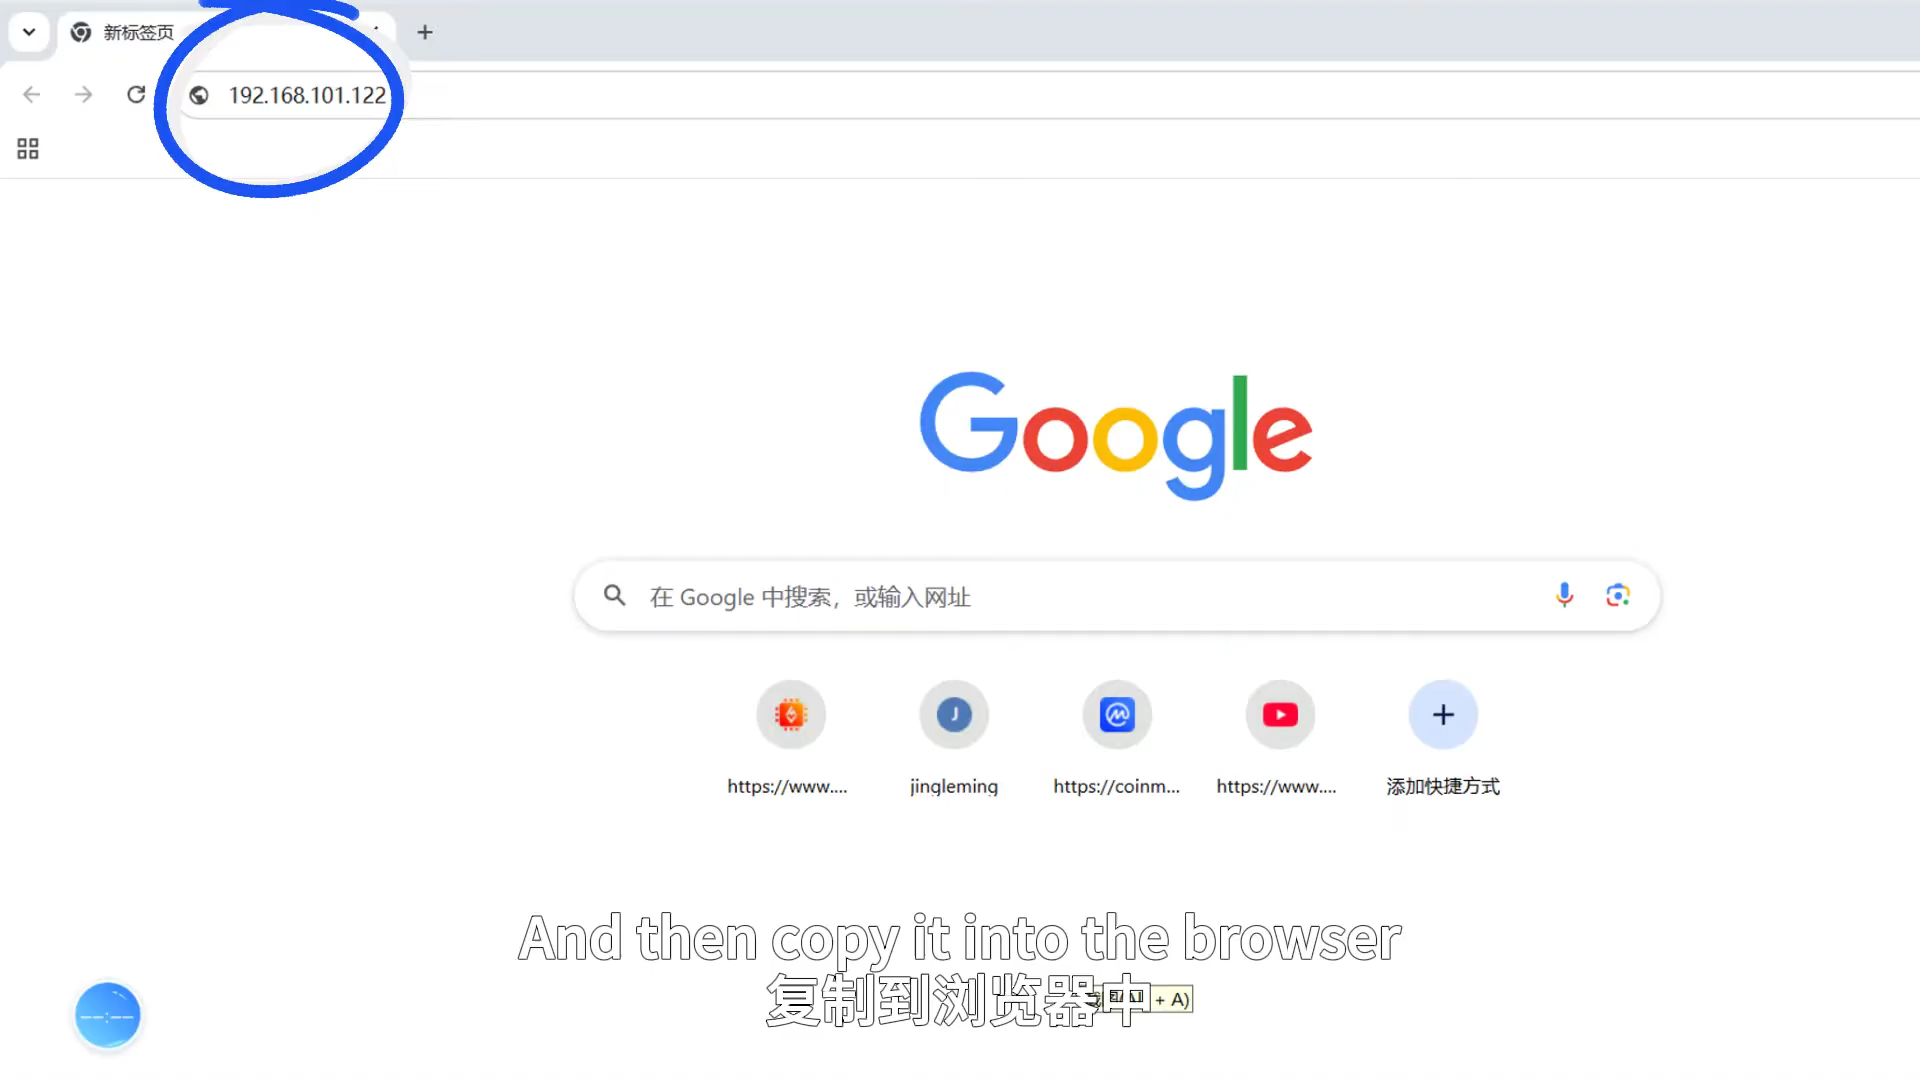 新标签页
192.168.101.122
Google
在 Google 中搜索，或输入网址
https://www....
jingleming
https://coinm...
https://www....
添加快捷方式
And then copy it into the browser
复制到浏览器中
+ A)